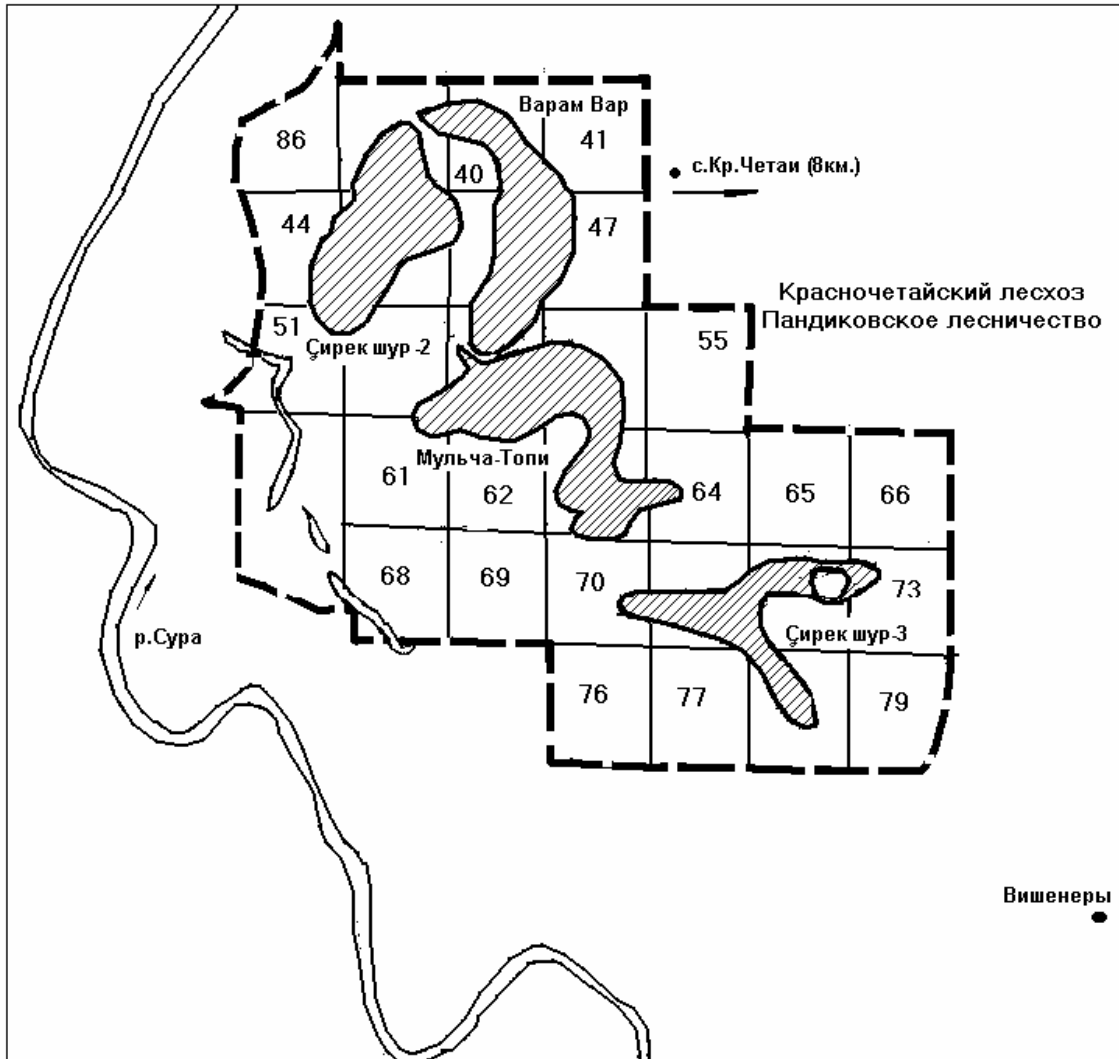 Варам Вар
86
41
40
с.Кр.Четаи (8км.)
44
47
Красночетайский лесхоз
Пандиковское лесничество
51
55
Çирек шур-2
Мульча-Топи
61
62
64
65
66
68
69
70
73
р.Сура
Çирек шур-3
76
77
79
Вишенеры